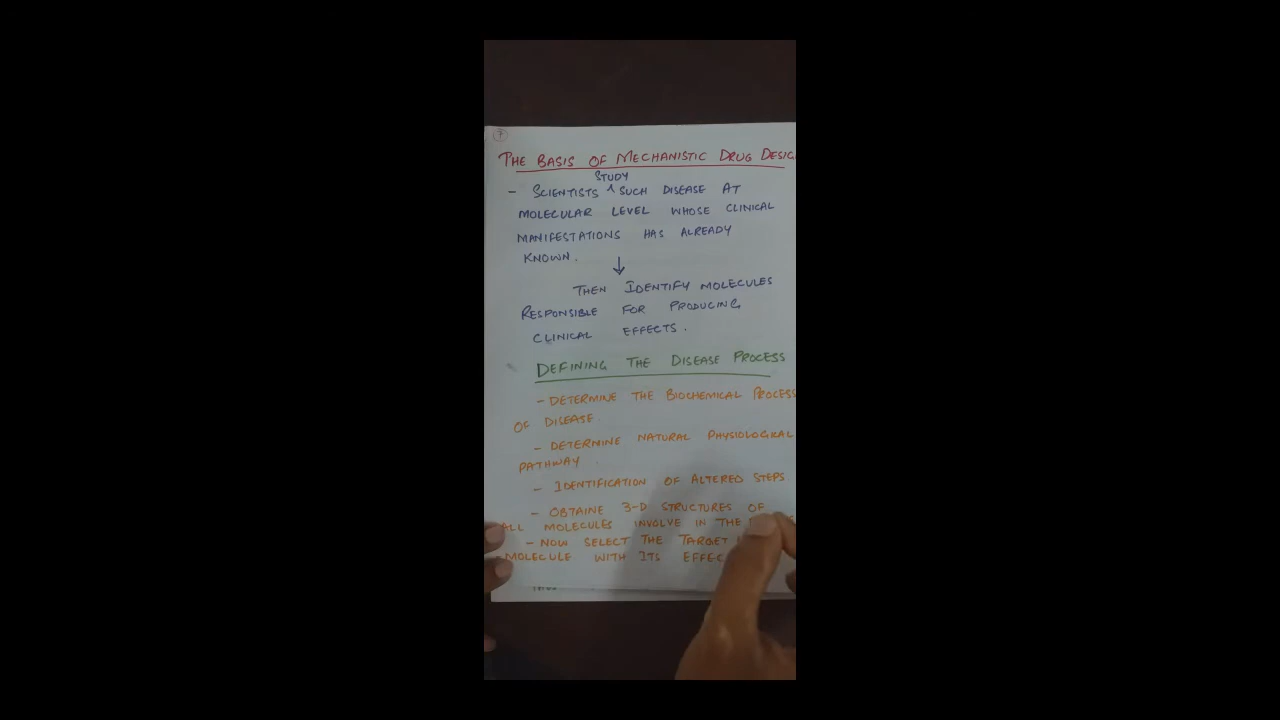 7
THE BASIS OF MECHANISTIC DRUG DESIG
STUDY
- SCIENTISTS ^ SUCH DISEASE AT
MOLECULAR LEVEL WHOSE CLINICAL
MANIFESTATIONS HAS ALREADY
KNOWN.
↓
THEN IDENTIFY MOLECULES
RESPONSIBLE FOR PRODUCING
CLINICAL EFFECTS.
DEFINING THE DISEASE PROCESS
- DETERMINE THE BIOCHEMICAL PROCESS
OF DISEASE.
- DETERMINE NATURAL PHYSIOLOGICAL
PATHWAY.
- IDENTIFICATION OF ALTERED STEPS
- OBTAINE 3-D STRUCTURES OF
ALL MOLECULES INVOLVE IN THE
- NOW SELECT THE TARGET
MOLECULE WITH ITS EFFEC